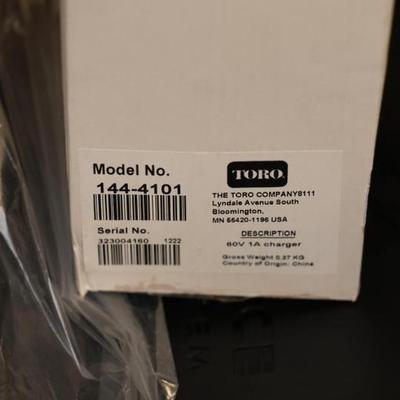 Model No.
144-4101
Serial No.
323004160 1222
TORO
THE TORO COMPANY8111
Lyndale Avenue South
Bloomington,
MN 55420-1196 USA
DESCRIPTION
60V 1A charger
Gross Weight 0.37 KG
Country of Origin: China